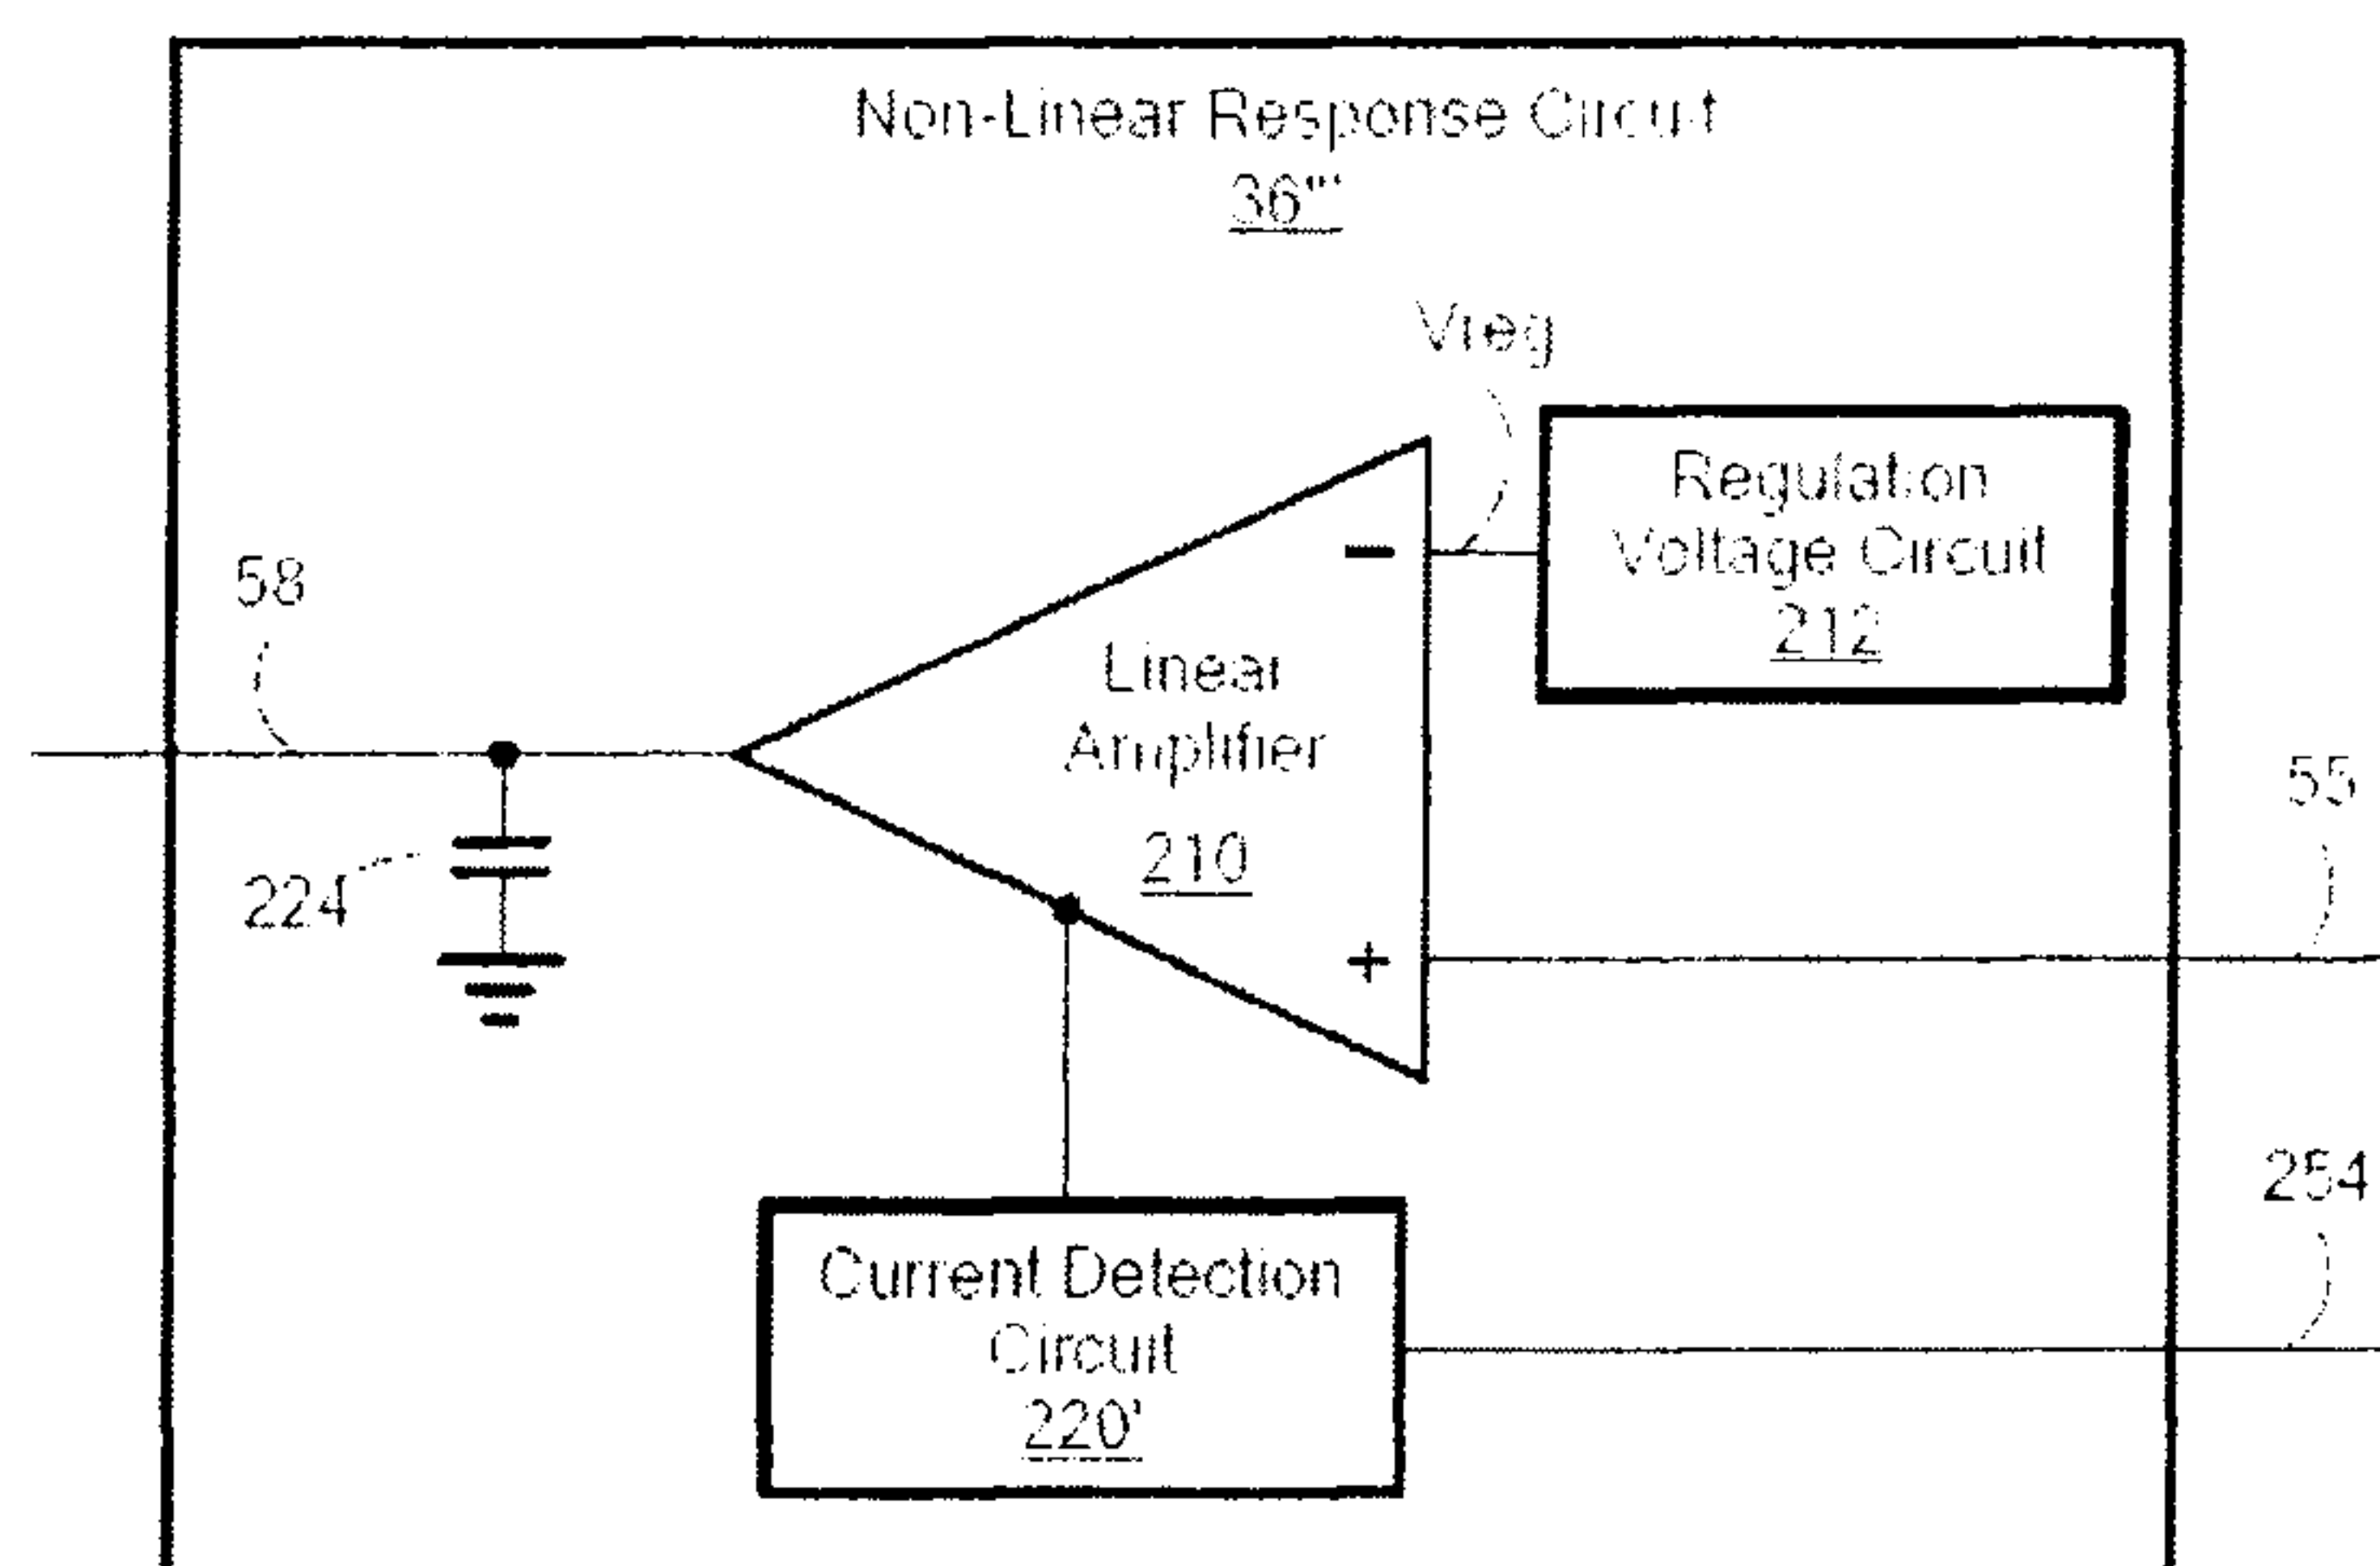 Non-Linear Response Circuit
36'''
Vreg
Regulation
Voltage Circuit
212
58
Linear
Amplifier
210
−
+
55
224
254
Current Detection
Circuit
220'